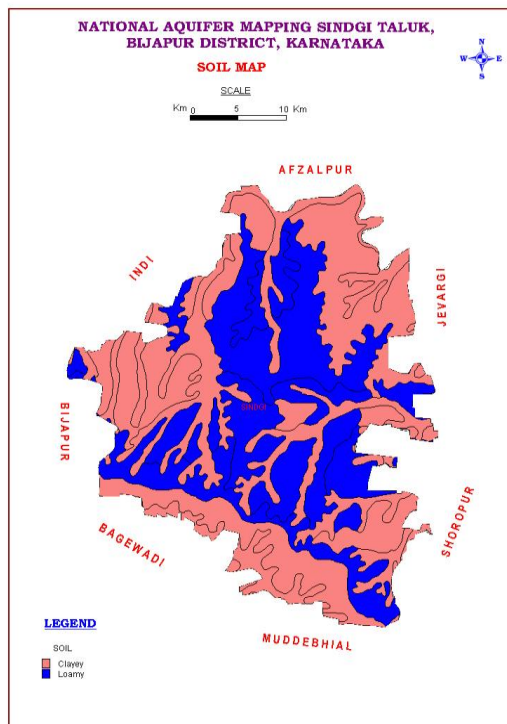 NATIONAL AQUIFER MAPPING SINDGI TALUK,
BIJAPUR DISTRICT, KARNATAKA
SOIL MAP
N
W E
S
SCALE
Km 0 5 10 Km
AFZALPUR
INDI
JEVARGI
SINDGI
BIJAPUR
SHOROPUR
BAGEWADI
MUDDEBHIAL
LEGEND
SOIL
Clayey
Loamy